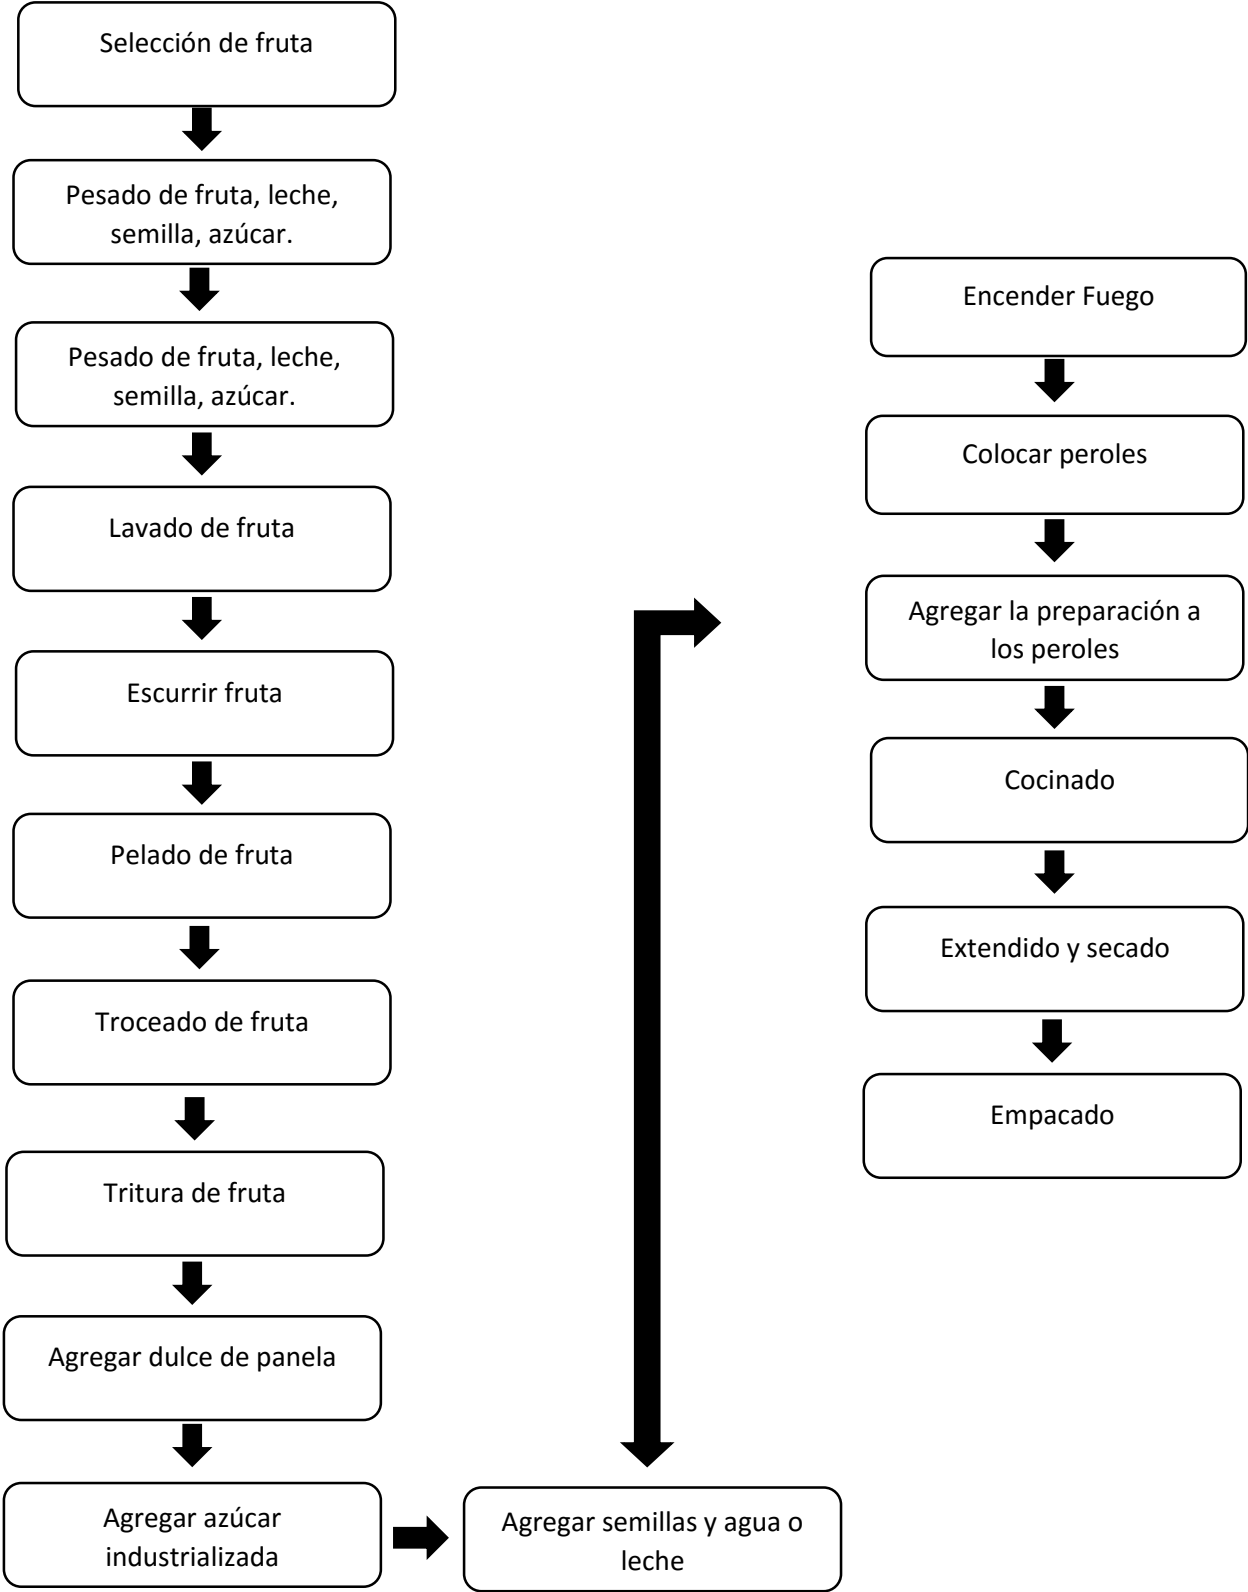 Selección de fruta
Pesado de fruta, leche,
semilla, azúcar.
Pesado de fruta, leche,
semilla, azúcar.
Lavado de fruta
Escurrir fruta
Pelado de fruta
Troceado de fruta
Tritura de fruta
Agregar dulce de panela
Agregar azúcar
industrializada
Agregar semillas y agua o
leche
Encender Fuego
Colocar peroles
Agregar la preparación a
los peroles
Cocinado
Extendido y secado
Empacado